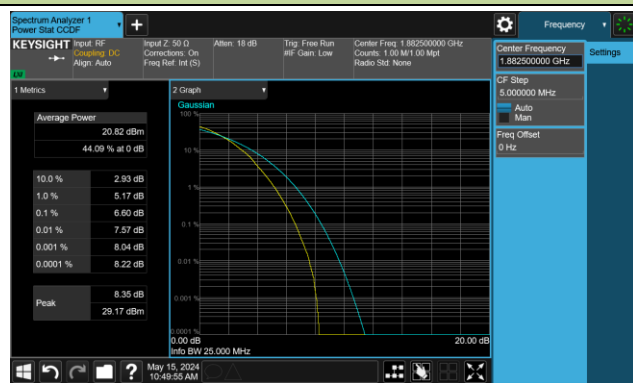 Spectrum Analyzer 1
Power Stat CCDF
Frequency
KEYSIGHT
Input: RF
Coupling: DC
Align: Auto
Input Z: 50 Ω
Corrections: On
Freq Ref: Int (S)
Atten: 18 dB
Trig: Free Run
#IF Gain: Low
Center Freq: 1.882500000 GHz
Counts: 1.00 M/1.00 Mpt
Radio Std: None
Center Frequency
1.882500000 GHz
Settings
CF Step
5.000000 MHz
Auto
Man
Freq Offset
0 Hz
1 Metrics
Average Power
20.82 dBm
44.09 % at 0 dB
10.0 % 2.93 dB
1.0 % 5.17 dB
0.1 % 6.60 dB
0.01 % 7.57 dB
0.001 % 8.04 dB
0.0001 % 8.22 dB
Peak
8.35 dB
29.17 dBm
2 Graph
Gaussian
100 %
10 %
1 %
0.1 %
0.01 %
0.001 %
0.0001 %
0.00 dB
20.00 dB
Info BW 25.000 MHz
?
May 15, 2024
10:49:55 AM